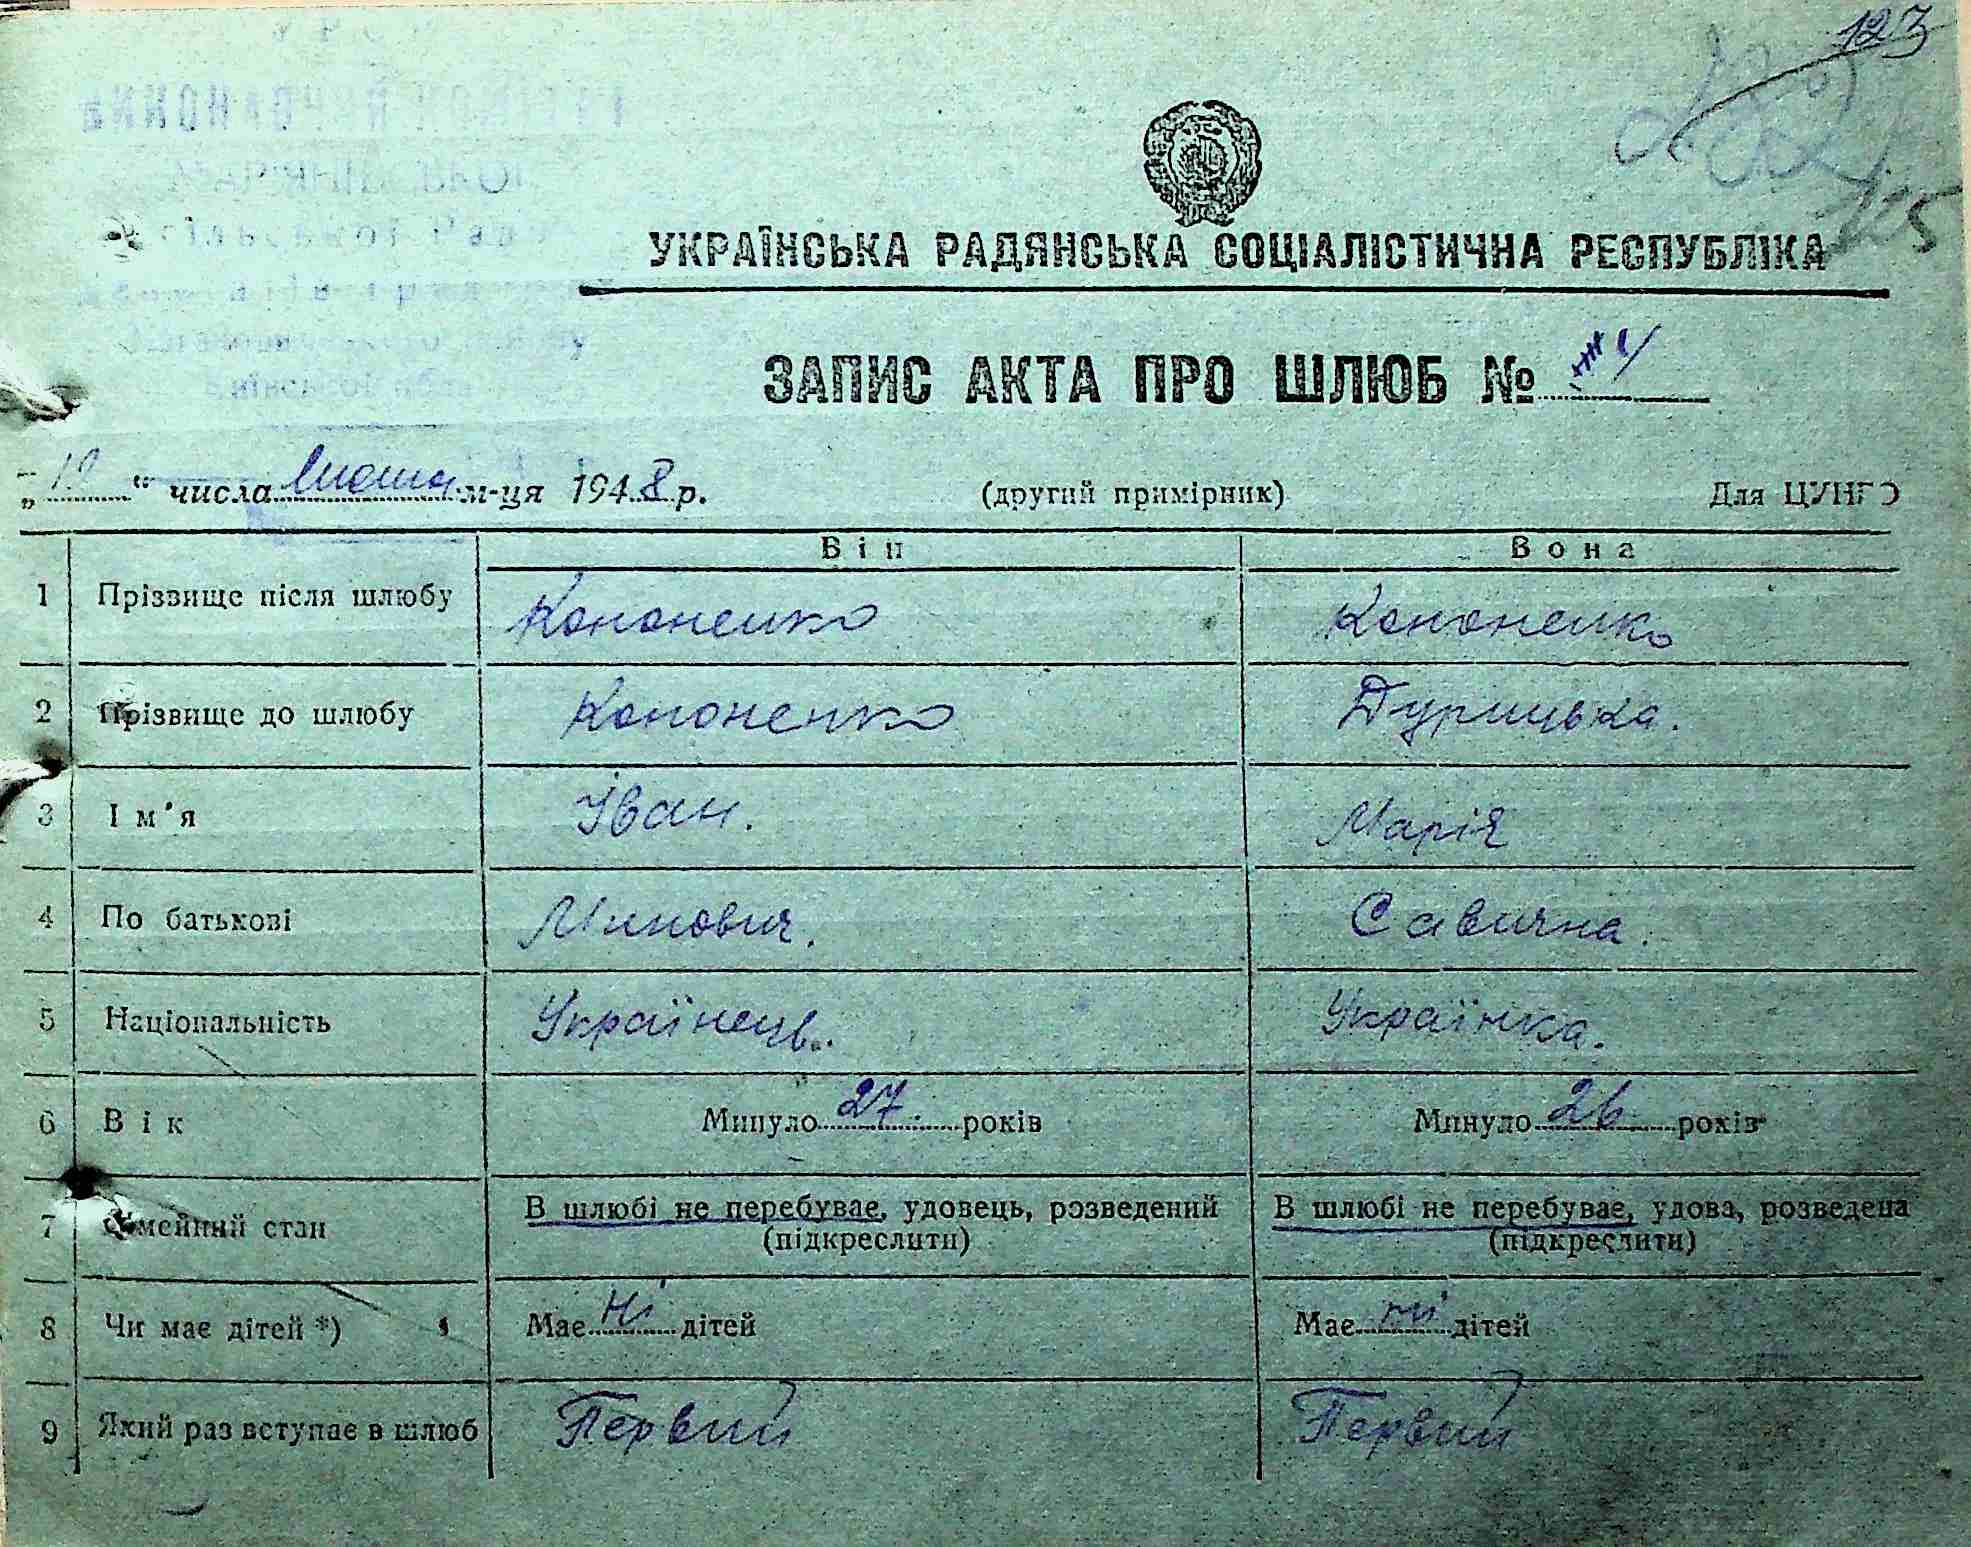 123
125
УКРАЇНСЬКА РАДЯНСЬКА СОЦІАЛІСТИЧНА РЕСПУБЛІКА
ЗАПИС АКТА ПРО ШЛЮБ №
„ “ числа м-ця 1948 р. (другий примірник) Для ЦУНГО
Він Вона
1 Прізвище після шлюбу Кононенко Кононенко
2 Прізвище до шлюбу Кононенко Дурицька.
3 Ім'я Іван. Марія
4 По батькові Минович. Савична.
5 Національність Українець. Українка.
6 Вік Минуло 27 років Минуло 26 років
7 Сімейний стан В шлюбі не перебуває, удовець, розведений В шлюбі не перебуває, удова, розведена
(підкреслити) (підкреслити)
8 Чи має дітей *) Має ні дітей Має ні дітей
9 Який раз вступає в шлюб Первий Первий